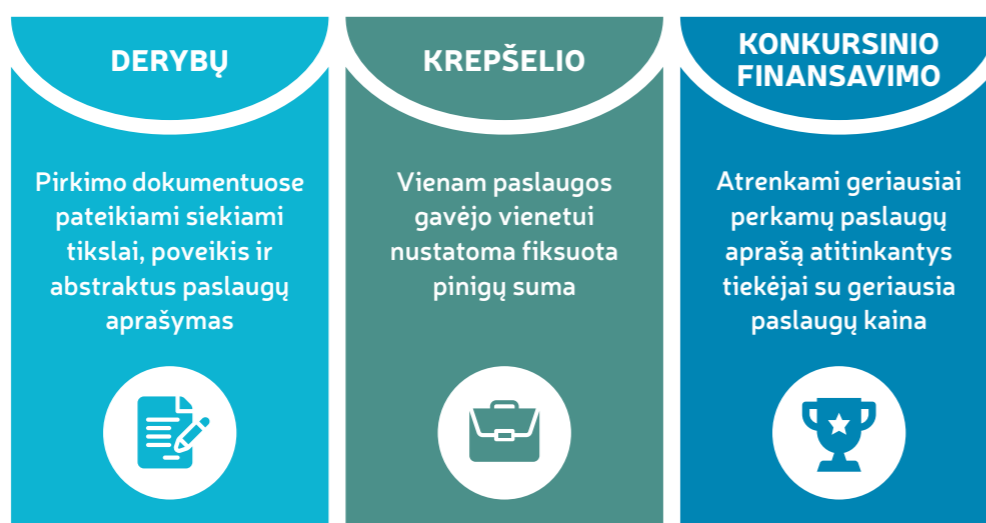 DERYBŲ
Pirkimo dokumentuose
pateikiami siekiami
tikslai, poveikis ir
abstraktus paslaugų
aprašymas
KREPŠELIO
Vienam paslaugos
gavėjo vienetui
nustatoma fiksuota
pinigų suma
KONKURSINIO
FINANSAVIMO
Atrenkami geriausiai
perkamų paslaugų
aprašą atitinkantys
tiekėjai su geriausia
paslaugų kaina